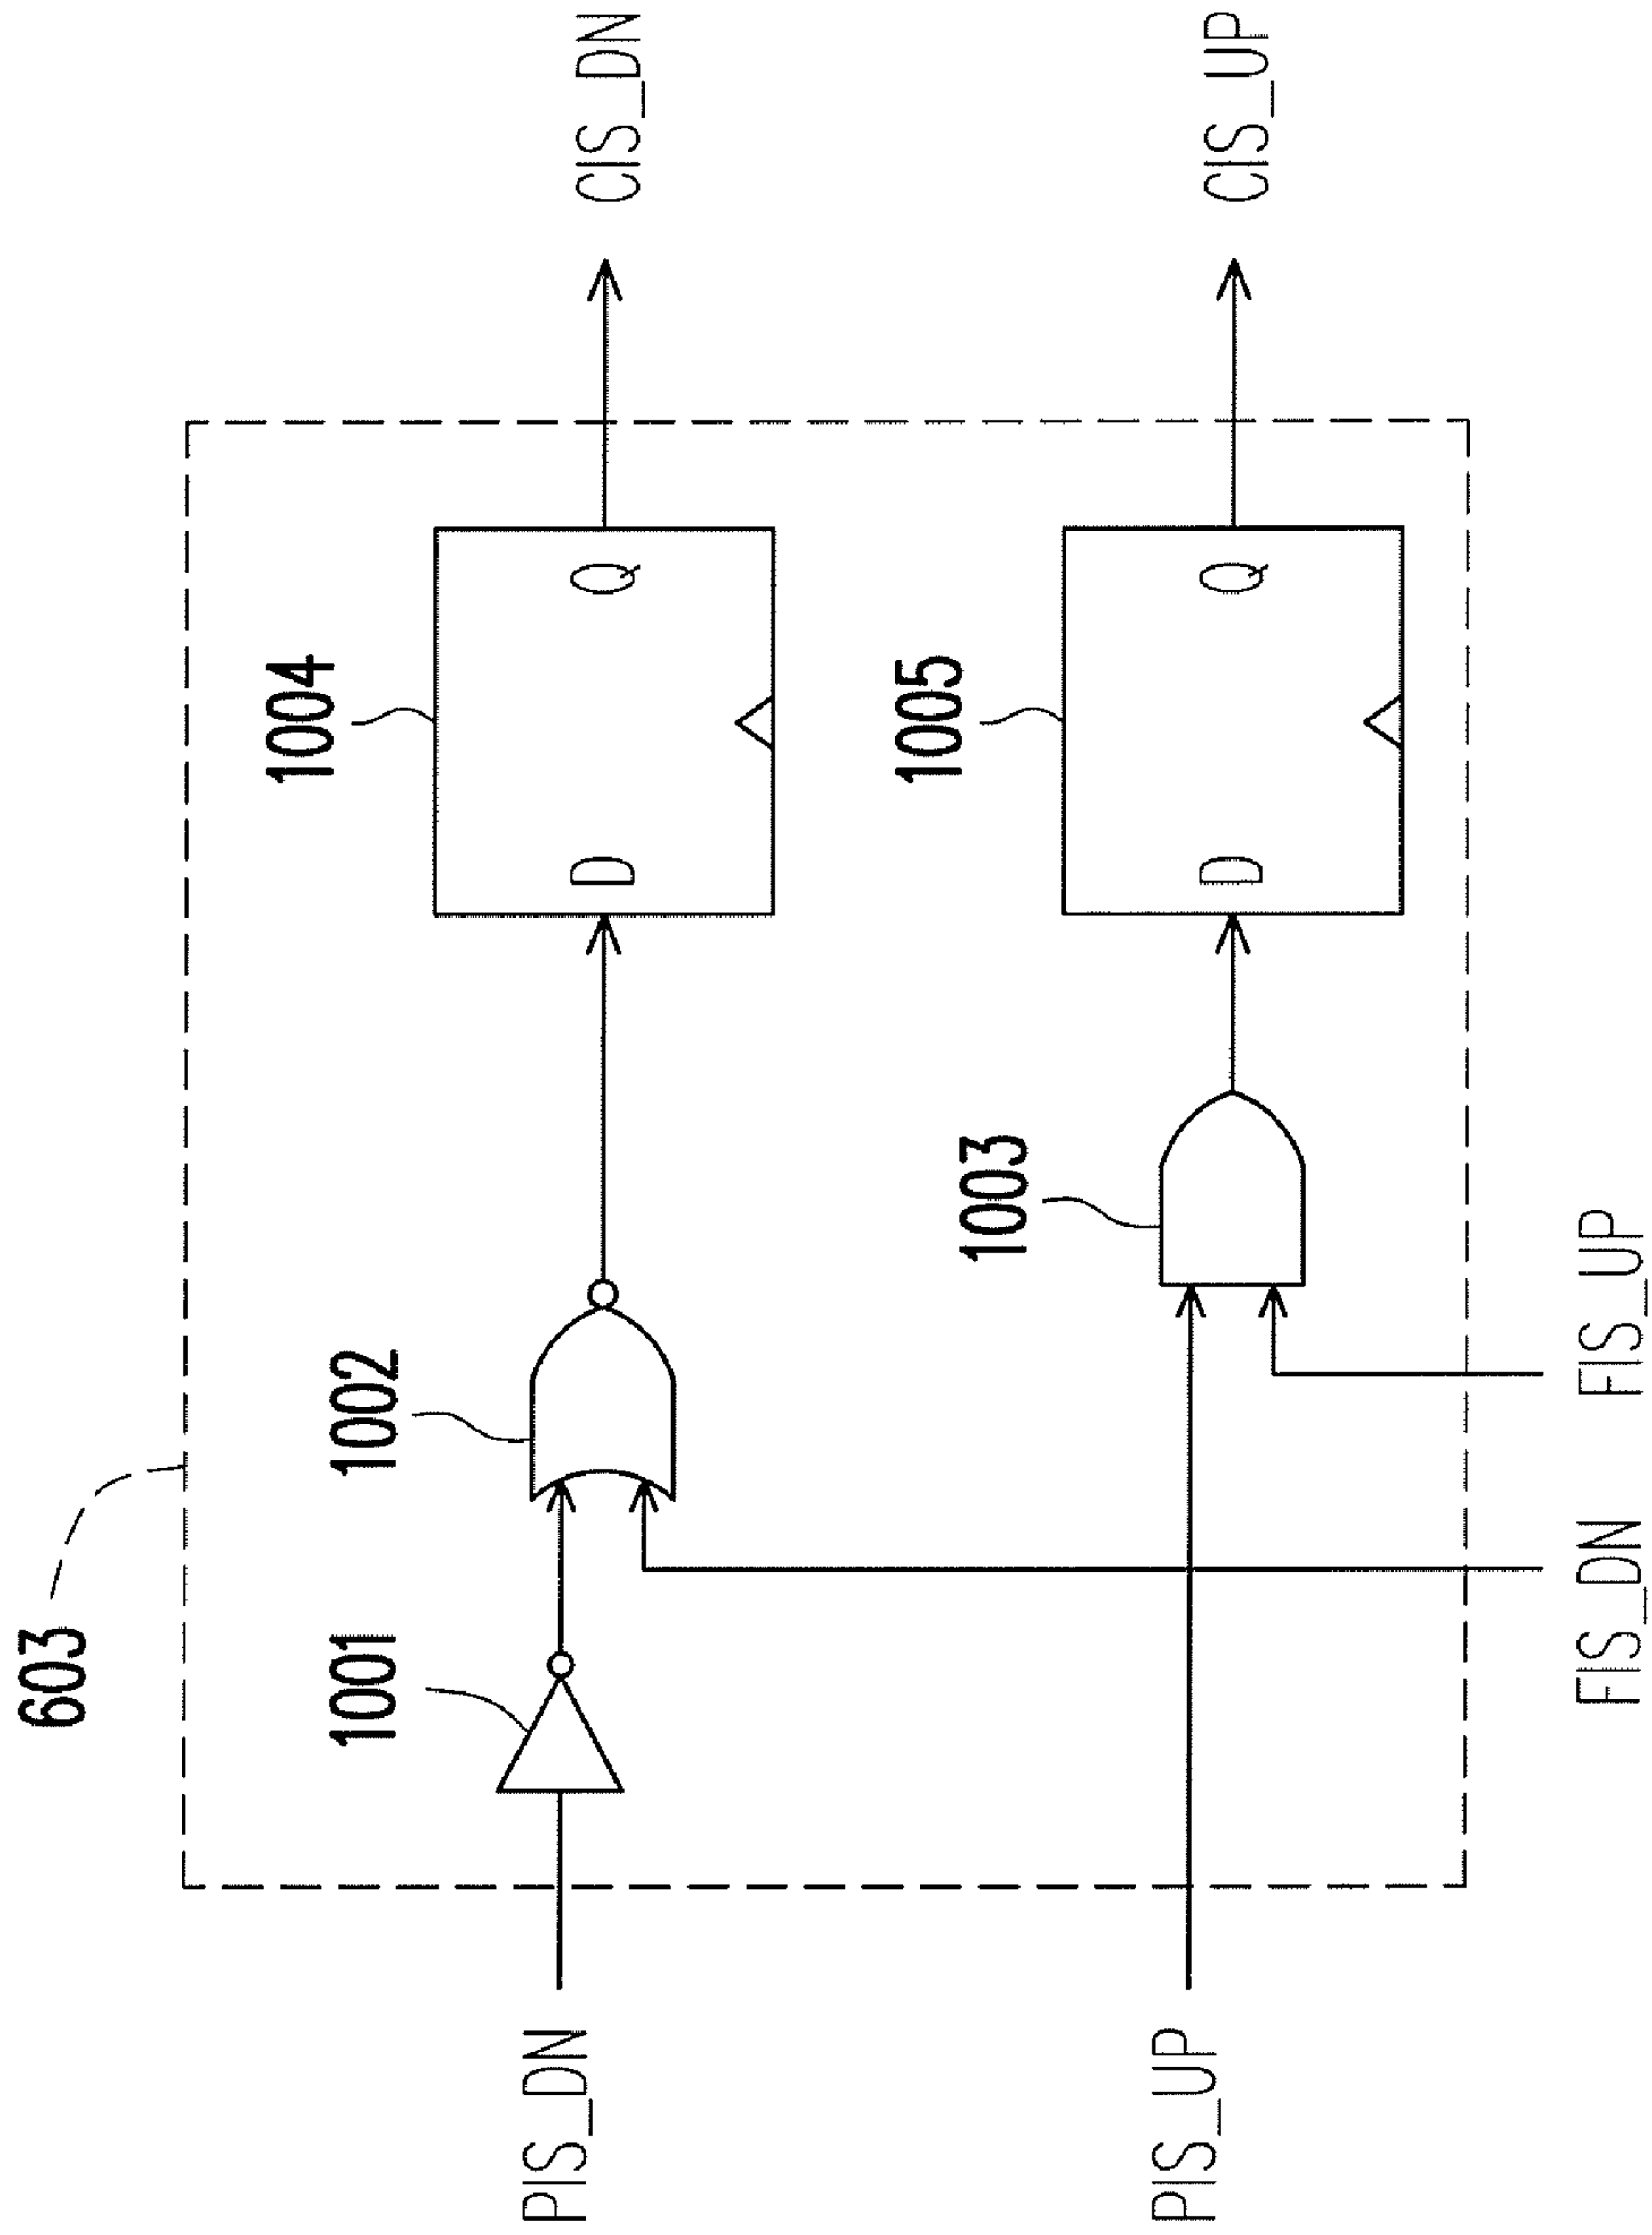 603
1001
1002
1004
D
Q
CIS_DN
PIS_DN
1003
1005
D
Q
CIS_UP
PIS_UP
FIS_DN
FIS_UP